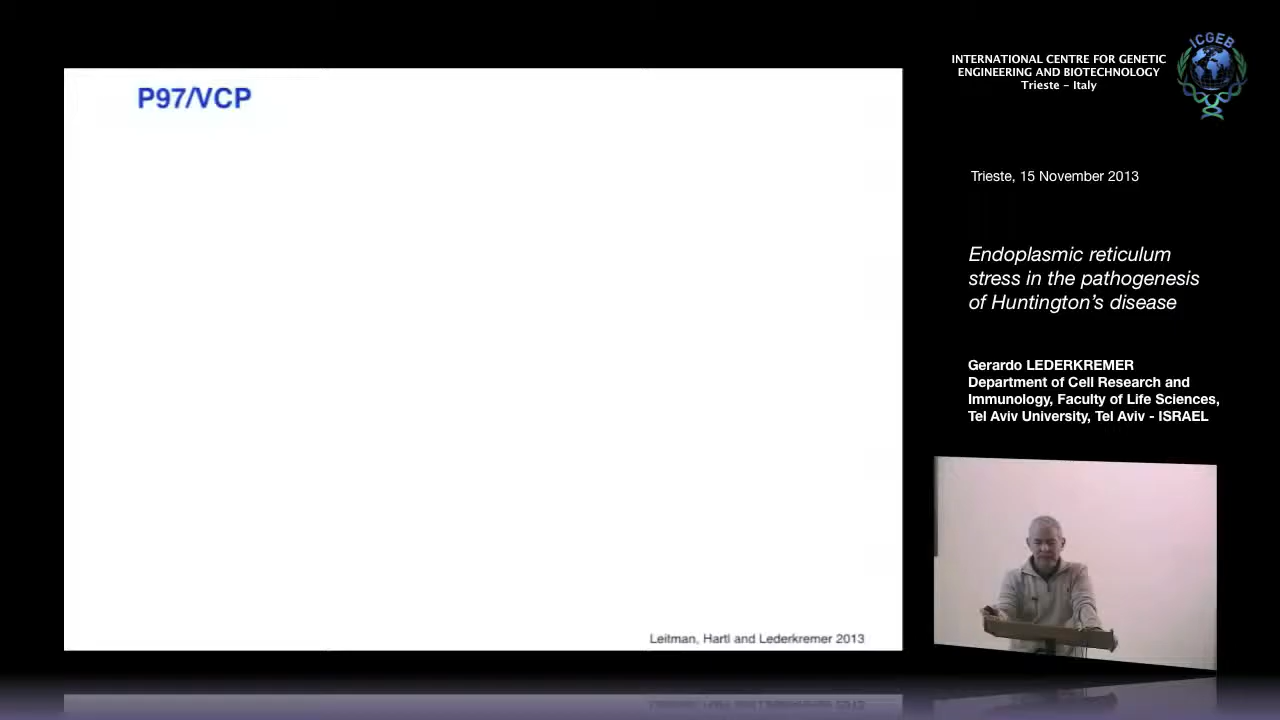 P97/VCP
Leitman, Hartl and Lederkremer 2013
INTERNATIONAL CENTRE FOR GENETIC
ENGINEERING AND BIOTECHNOLOGY
Trieste – Italy
ICGEB
Trieste, 15 November 2013
Endoplasmic reticulum
stress in the pathogenesis
of Huntington's disease
Gerardo LEDERKREMER
Department of Cell Research and
Immunology, Faculty of Life Sciences,
Tel Aviv University, Tel Aviv - ISRAEL